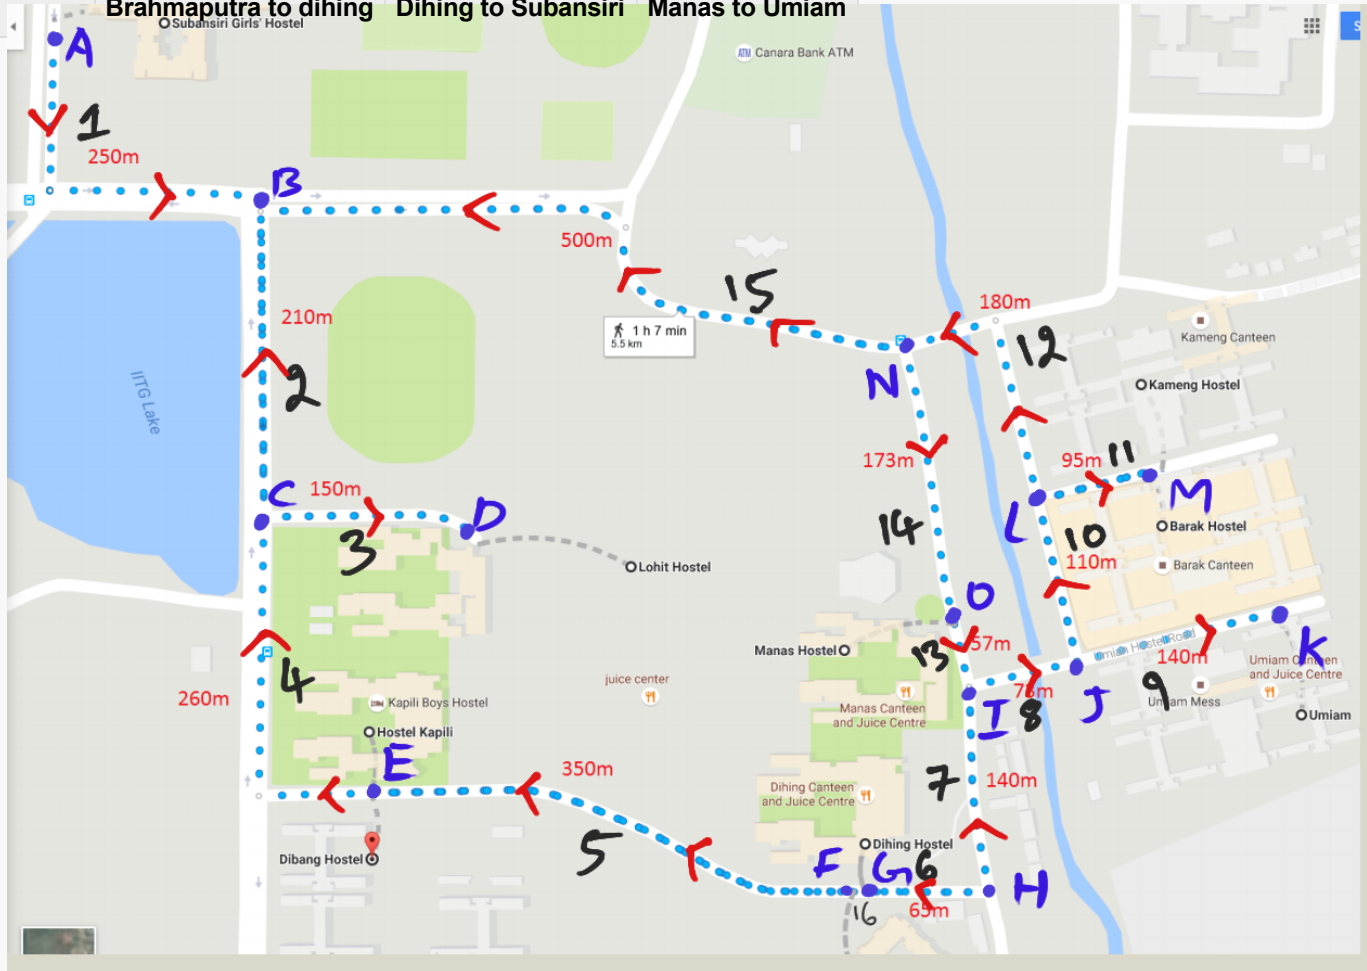 Brahmaputra to dihing Dihing to Subansiri Manas to Umiam
Subansiri Girls' Hostel
A
ATM Canara Bank ATM
S
1
250m
B
500m
15
180m
1 h 7 min
5.5 km
210m
IITG Lake
2
N
12
Kameng Canteen
Kameng Hostel
173m
95m
11
C
150m
D
3
14
L
M
10
Barak Hostel
110m
Barak Canteen
Lohit Hostel
O
Manas Hostel
13
57m
Umiam Hostel Road
140m
K
Umiam Canteen
and Juice Centre
4
260m
juice center
Kapili Boys Hostel
Hostel Kapili
Manas Canteen
and Juice Centre
I
8
J
9
Umiam Mess
Umiam
E
350m
7
140m
Dihing Canteen
and Juice Centre
5
Dibang Hostel
Dihing Hostel
F
G
6
H
16
65m